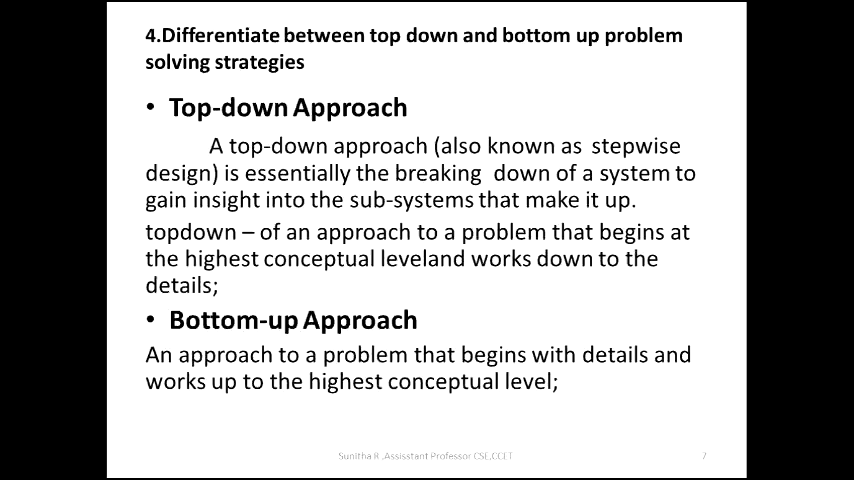 4.Differentiate between top down and bottom up problem
solving strategies
• Top-down Approach
A top-down approach (also known as stepwise
design) is essentially the breaking down of a system to
gain insight into the sub-systems that make it up.
topdown – of an approach to a problem that begins at
the highest conceptual leveland works down to the
details;
• Bottom-up Approach
An approach to a problem that begins with details and
works up to the highest conceptual level;
Sunitha R ,Assisstant Professor CSE,CCET
7